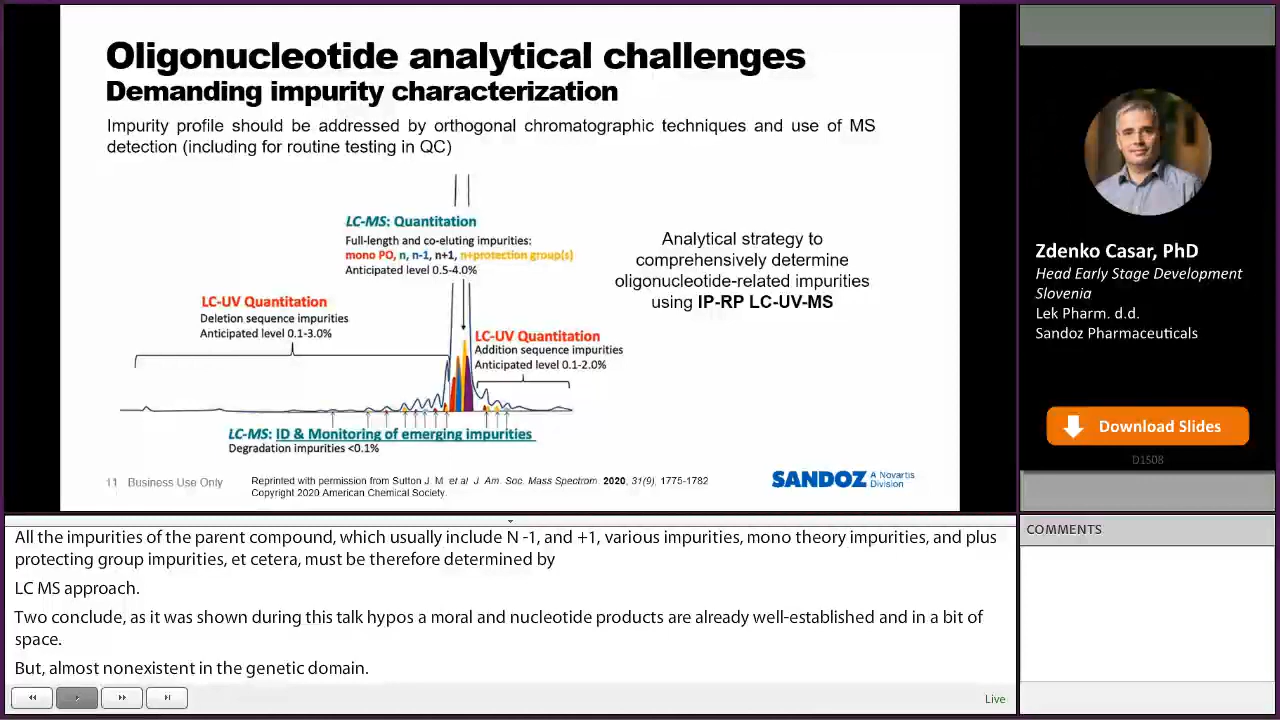 Oligonucleotide analytical challenges
Demanding impurity characterization
Impurity profile should be addressed by orthogonal chromatographic techniques and use of MS
detection (including for routine testing in QC)
LC-MS: Quantitation
Full-length and co-eluting impurities:
mono PO, n, n-1, n+1, n+protection group(s)
Anticipated level 0.5-4.0%
LC-UV Quantitation
Deletion sequence impurities
Anticipated level 0.1-3.0%
LC-UV Quantitation
Addition sequence impurities
Anticipated level 0.1-2.0%
LC-MS: ID & Monitoring of emerging impurities
Degradation impurities <0.1%
Analytical strategy to
comprehensively determine
oligonucleotide-related impurities
using IP-RP LC-UV-MS
11 Business Use Only
Reprinted with permission from Sutton J. M. et al. J. Am. Soc. Mass Spectrom. 2020, 31(9), 1775-1782
Copyright 2020 American Chemical Society.
SANDOZ A Novartis
Division
Zdenko Casar, PhD
Head Early Stage Development
Slovenia
Lek Pharm. d.d.
Sandoz Pharmaceuticals
Download Slides
D1508
COMMENTS
All the impurities of the parent compound, which usually include N -1, and +1, various impurities, mono theory impurities, and plus
protecting group impurities, et cetera, must be therefore determined by
LC MS approach.
Two conclude, as it was shown during this talk hypos a moral and nucleotide products are already well-established and in a bit of
space.
But, almost nonexistent in the genetic domain.
Live